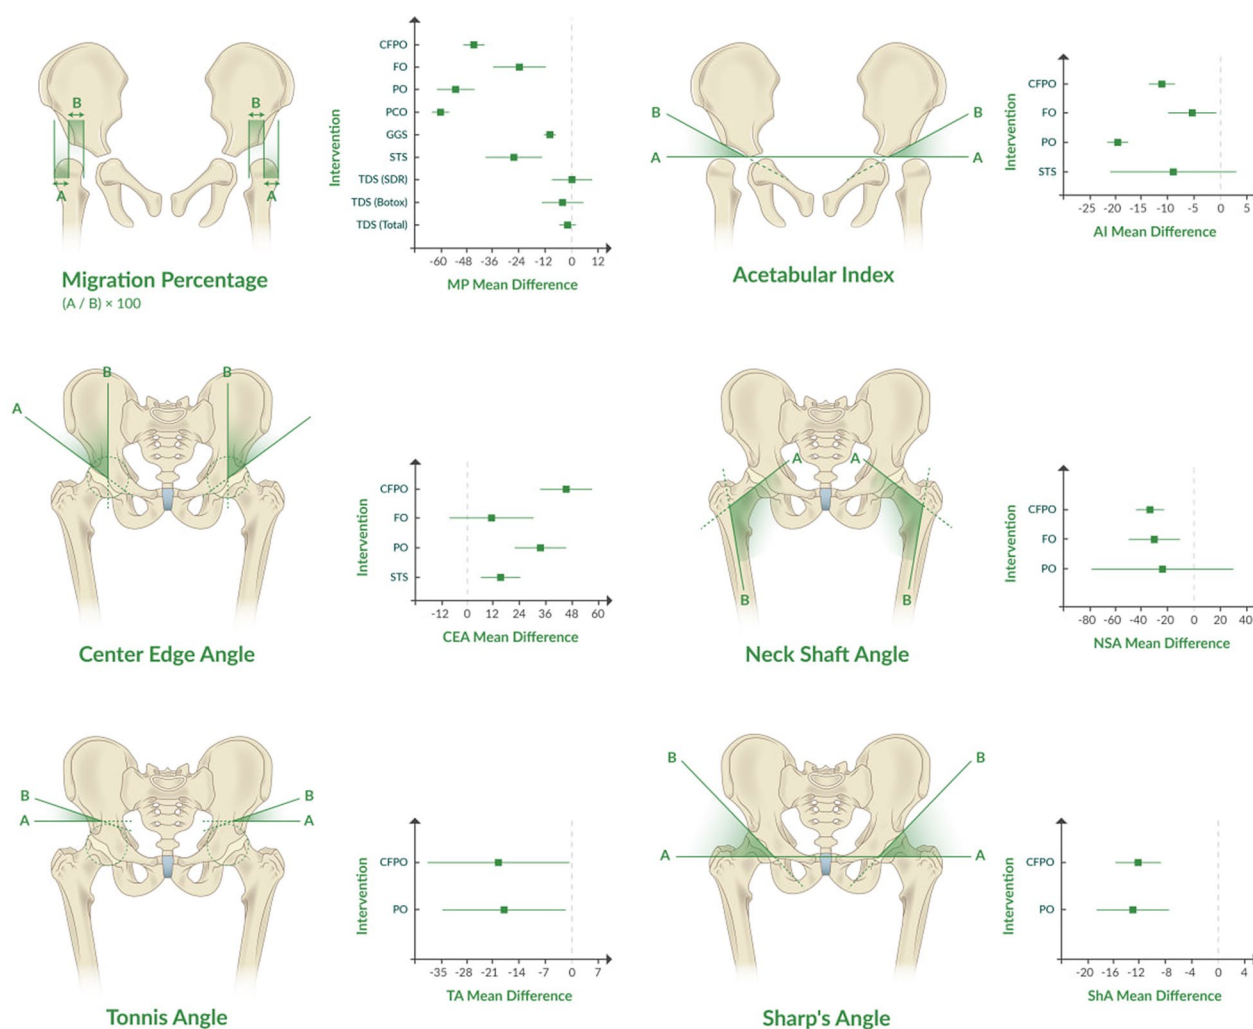 B B
A A
Migration Percentage
(A / B) × 100
Intervention
CFPO
FO
PO
PCO
GGS
STS
TDS (SDR)
TDS (Botox)
TDS (Total)
-60 -48 -36 -24 -12 0 12
MP Mean Difference
B B
A A
Acetabular Index
Intervention
CFPO
FO
PO
STS
-25 -20 -15 -10 -5 0 5
AI Mean Difference
B B
A
Center Edge Angle
Intervention
CFPO
FO
PO
STS
-12 0 12 24 36 48 60
CEA Mean Difference
A A
B B
Neck Shaft Angle
Intervention
CFPO
FO
PO
-80 -60 -40 -20 0 20 40
NSA Mean Difference
B B
A A
Tonnis Angle
Intervention
CFPO
PO
-35 -28 -21 -14 -7 0 7
TA Mean Difference
B B
A A
Sharp's Angle
Intervention
CFPO
PO
-20 -16 -12 -8 -4 0 4
ShA Mean Difference